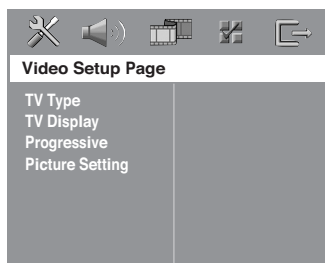 Video Setup Page
TV Type
TV Display
Progressive
Picture Setting